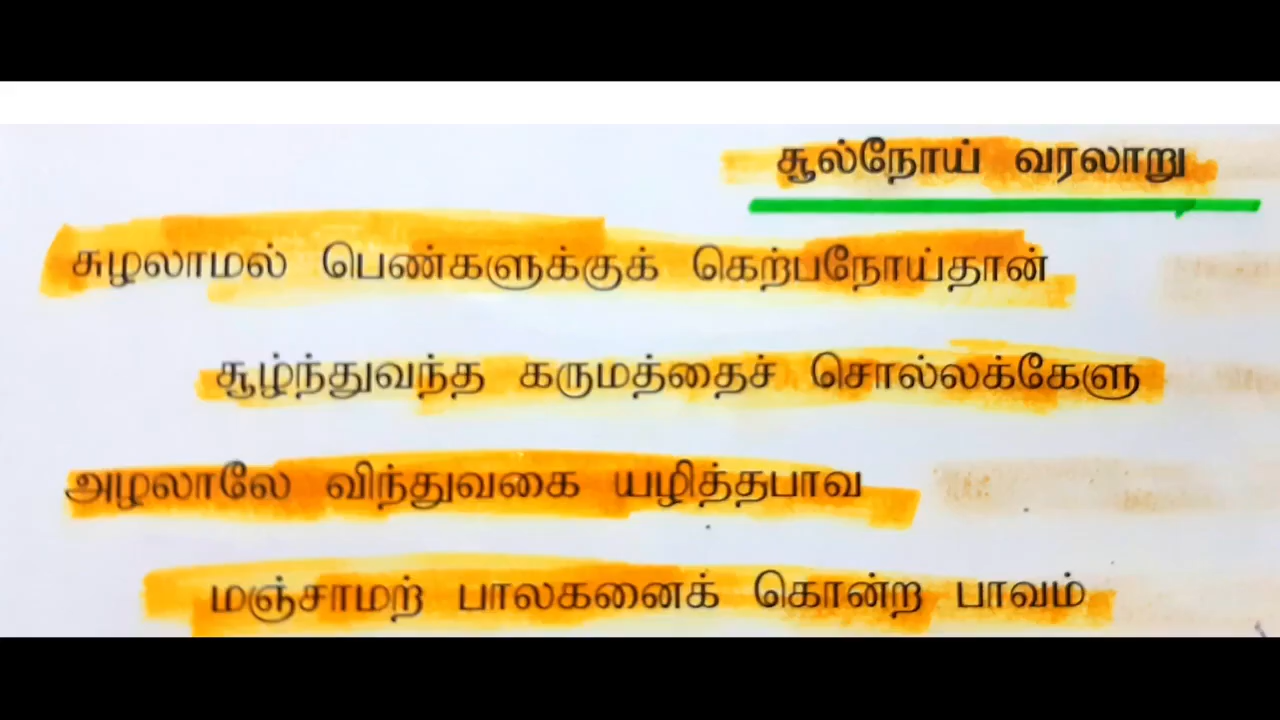 சூல்நோய் வரலாறு
சுழலாமல் பெண்களுக்குக் கெற்பநோய்தான்
சூழ்ந்துவந்த கருமத்தைச் சொல்லக்கேளு
அழலாலே விந்துவகை யழித்தபாவ
மஞ்சாமற் பாலகனைக் கொன்ற பாவம்